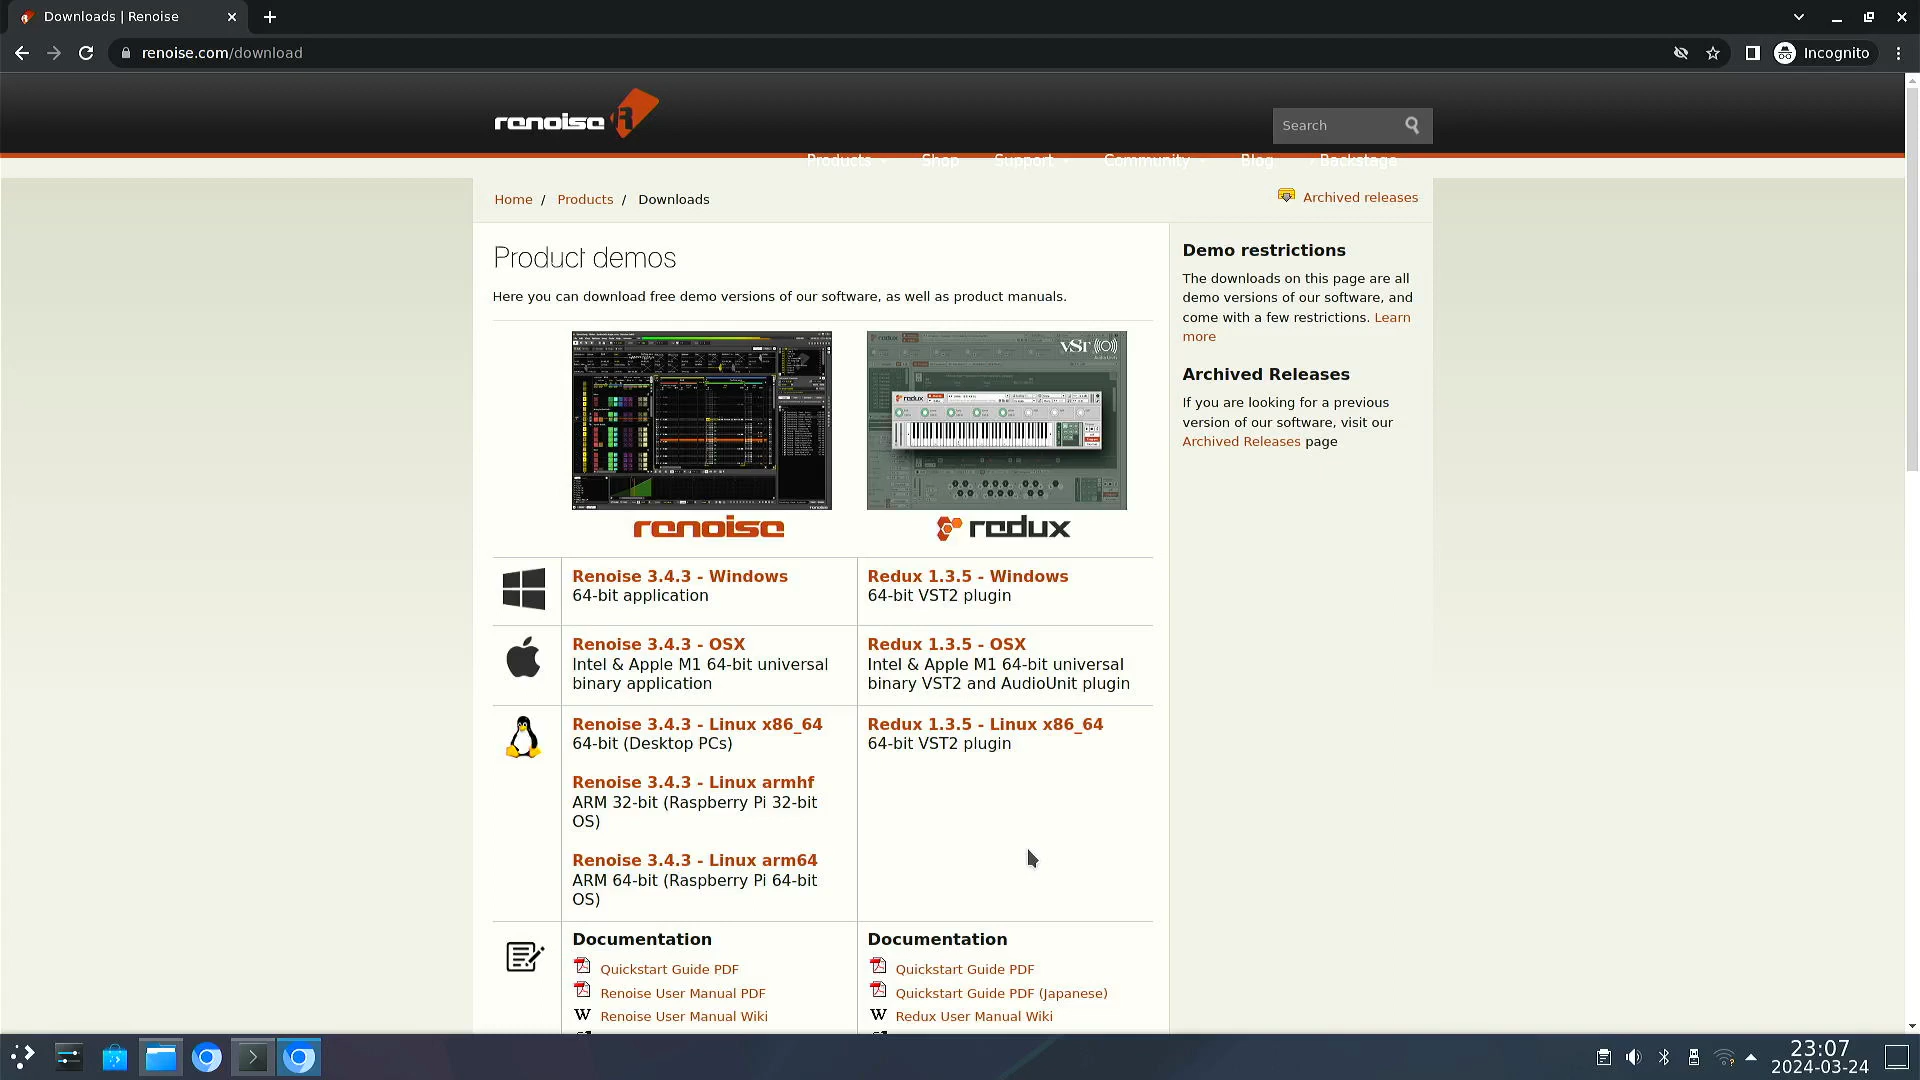 Downloads | Renoise
renoise.com/download
Incognito
renoise
Search
Products
Shop
Support
Community
Blog
Backstage
Home / Products / Downloads
Archived releases
Product demos
Here you can download free demo versions of our software, as well as product manuals.
Demo restrictions
The downloads on this page are all
demo versions of our software, and
come with a few restrictions. Learn
more
Archived Releases
If you are looking for a previous
version of our software, visit our
Archived Releases page
VST
redux
renoise
redux
Renoise 3.4.3 - Windows
64-bit application
Redux 1.3.5 - Windows
64-bit VST2 plugin
Renoise 3.4.3 - OSX
Intel & Apple M1 64-bit universal
binary application
Redux 1.3.5 - OSX
Intel & Apple M1 64-bit universal
binary VST2 and AudioUnit plugin
Renoise 3.4.3 - Linux x86_64
64-bit (Desktop PCs)
Redux 1.3.5 - Linux x86_64
64-bit VST2 plugin
Renoise 3.4.3 - Linux armhf
ARM 32-bit (Raspberry Pi 32-bit
OS)
Renoise 3.4.3 - Linux arm64
ARM 64-bit (Raspberry Pi 64-bit
OS)
Documentation
Quickstart Guide PDF
Renoise User Manual PDF
W Renoise User Manual Wiki
Documentation
Quickstart Guide PDF
Quickstart Guide PDF (Japanese)
W Redux User Manual Wiki
23:07
2024-03-24